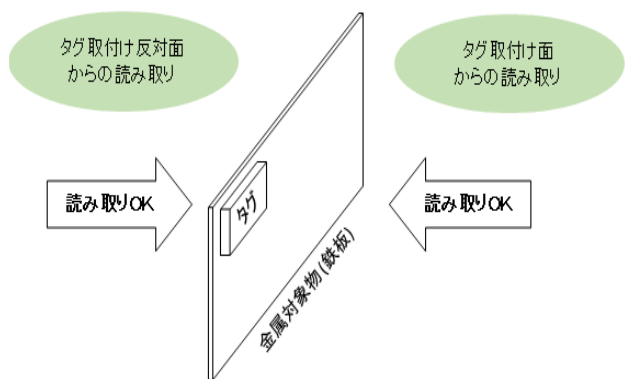 タグ取付け反対面
からの読み取り
タグ取付け面
からの読み取り
読み取りOK
タグ
読み取りOK
金属対象物(鉄板)